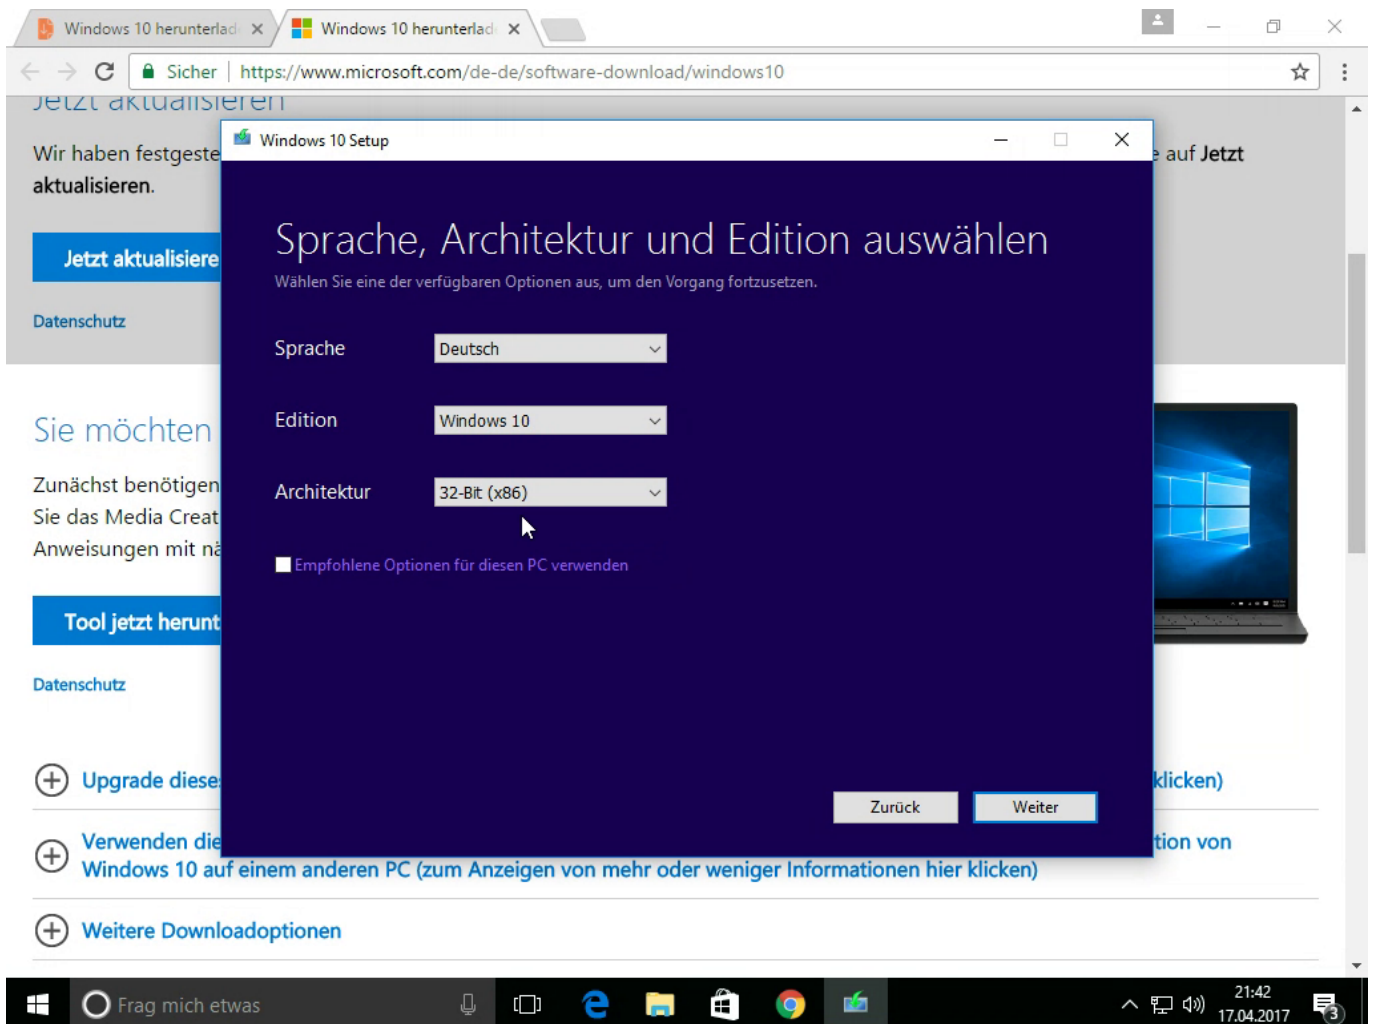 Windows 10 herunterlad
Windows 10 herunterlad
Sicher
https://www.microsoft.com/de-de/software-download/windows10
Jetzt aktualisieren
Wir haben festgeste
e auf Jetzt
aktualisieren.
Jetzt aktualisiere
Datenschutz
Windows 10 Setup
Sprache, Architektur und Edition auswählen
Wählen Sie eine der verfügbaren Optionen aus, um den Vorgang fortzusetzen.
Sprache
Deutsch
Edition
Windows 10
Architektur
32-Bit (x86)
Empfohlene Optionen für diesen PC verwenden
Zurück
Weiter
Sie möchten
Zunächst benötigen
Sie das Media Creat
Anweisungen mit nä
Tool jetzt herunt
Datenschutz
Upgrade diese
klicken)
Verwenden die
tion von
Windows 10 auf einem anderen PC (zum Anzeigen von mehr oder weniger Informationen hier klicken)
Weitere Downloadoptionen
Frag mich etwas
21:42
17.04.2017
3